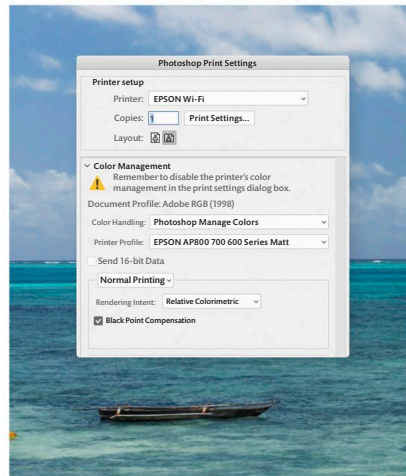 Photoshop Print Settings
Printer setup
Printer: EPSON Wi-Fi
Copies: 1 Print Settings...
Layout:
Color Management
Remember to disable the printer's color
management in the print settings dialog box.
Document Profile: Adobe RGB (1998)
Color Handling: Photoshop Manage Colors
Printer Profile: EPSON AP800 700 600 Series Matt
Send 16-bit Data
Normal Printing
Rendering Intent: Relative Colorimetric
Black Point Compensation